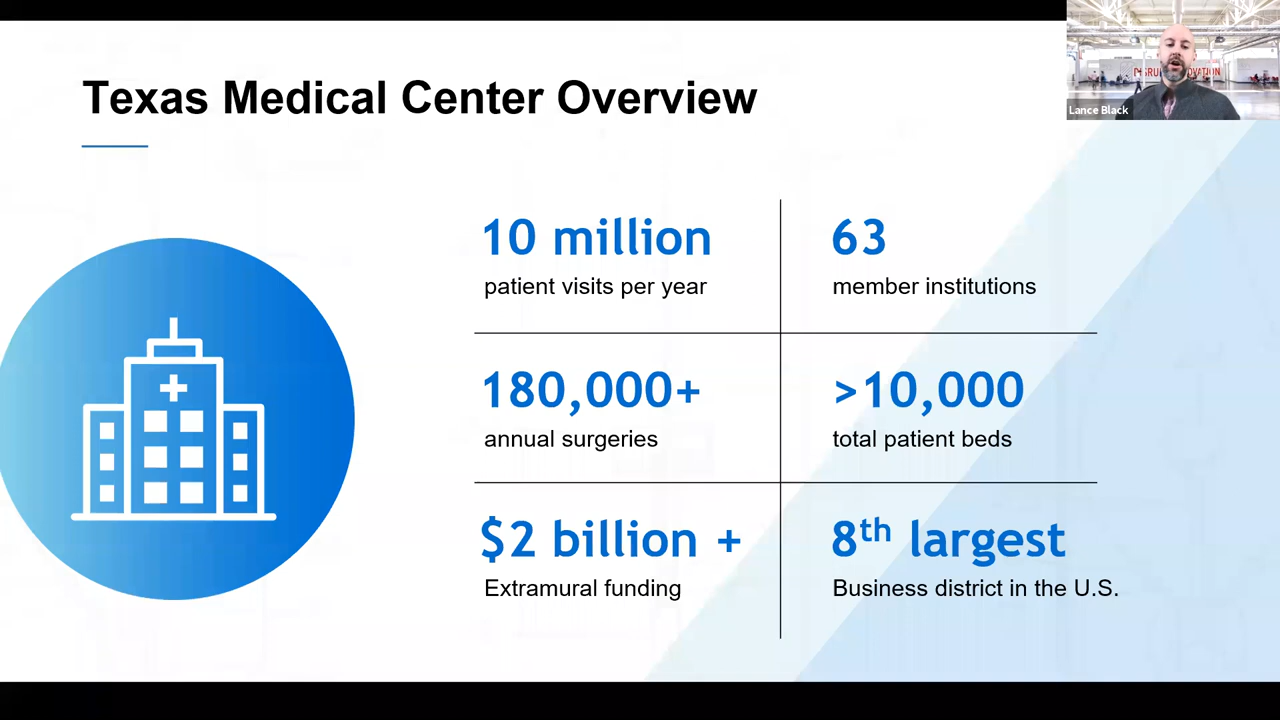 Texas Medical Center Overview
Lance Black
10 million
patient visits per year
63
member institutions
180,000+
annual surgeries
>10,000
total patient beds
$2 billion +
Extramural funding
8th largest
Business district in the U.S.